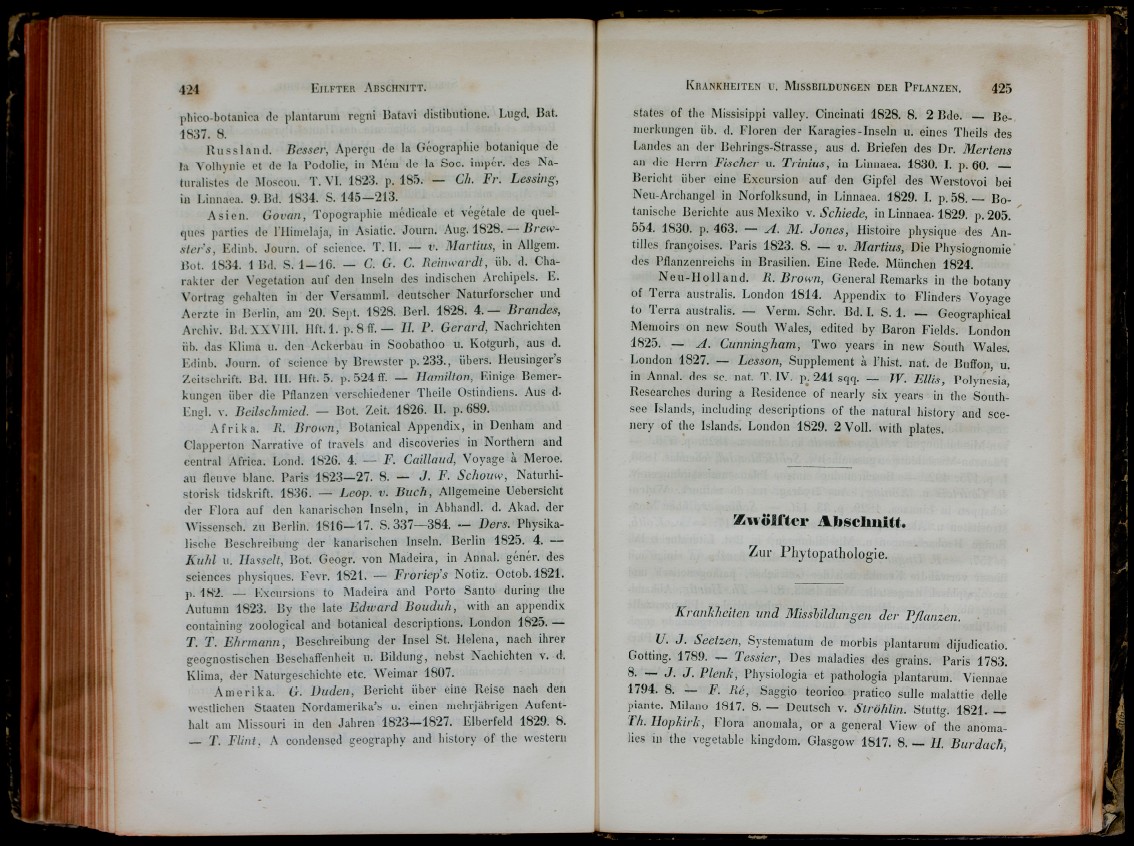 424
EILFTER ABSCHNITT.
phico-botanica de plantarum regni Batavi distibutione. Lugd. Bat.
1837. 8.
Russland. Besser, Aperçu de la Géographie botanique de
la Volhynie et de la Podolie, in Mém de la Soc. impér. des Na-
turalistes de Moscou. T. VI. 1823. p. 185. — Ch. Fr. Lessing,
in Linnaea. 9. Bd. 1834. S. 145—213.
Asien. Govan, Topographie médicale et végétale de quel-
ques parties de l'Himelaja, in Asiatic. Journ. Aug. 1828. — Brew-
ster's, Edinb. Journ. of science. T. II. — v. Martius, in Allgem.
Bot. 1834. 1 Bd. S. 1—16. — C. G. C. Reinwardt, üb. d. Cha-
rakter der Vegetation auf den Inseln des indischen Archipels. E.
Vortrag gehalten in der Versamml. deutscher Naturforscher und
Aerzte in Berlin, am 20. Sept. 1828. Berl. 1828. 4. — Brandes,
Archiv. Bd. XXVIII. Hft. 1. p. 8 ff. — H. P. Gerard, Nachrichten
üb. das Klima u. den Ackerbau in Soobathoo u. Kotgurh, aus d.
Edinb. Journ. of science by Brewster p. 233., übers. Heusinger's
Zeitschrift. Bd. III. Hft. 5. p. 524 ff. — Hamilton, Einige Bemer-
kungen über die Pflanzen verschiedener Theile Ostindiens. Aus d.
Engl. v. Beilschmied. — Bot. Zeit. 1826. II. p. 689.
Afrika. R. Brown, Botanical Appendix, in Denham and
Clapperton Narrative of travels and discoveries in Northern and
central Africa. Lond. 1826. 4. — F. Caillaud, Voyage à Meroe.
au fleuve blanc. Paris 1823—27. 8. — J. F. Schouw, Naturhi-
storisk tidskrift. 1836. — Leop. v. Buch, Allgemeine Uebersicht
der Flora auf den kanarischen Inseln, in Abhandl. d. Akad. der
Wissensch. zu Berlin. 1816—17. S. 337—384. — Ders. Physika-
lische Beschreibung der kanarischen Inseln. Berlin 1825. 4. —
Kuhl u. Hasselt, Bot. Geogr. von Madeira, in Annal. génér. des
sciences physiques. Fevr. 1821. — Froriep's Notiz. Octob. 1821.
p. 182. — Excursions to Madeira and Porto Santo during the
Autumn 1823. By the late Edward Bouduh, with an appendix
containing zoological and botanical descriptions. London 1825. —
T. T. Ehrmann, Beschreibung der Insel St. Helena, nach ihrer
geognostischen Beschaffenheit u. Bildung, nebst Nachichten v. d.
Klima, der Naturgeschichte etc. Weimar 1807.
Amerika. G. Duden, Bericht über eine Reise nach den
westlichen Staaten Nordamerika's u. einen mehrjährigen Aufent-
halt am Missouri in den Jahren 1823—1827. Elberfeld 1829. 8.
— T. Flint, A condensed geography and history of the western
KRANKHEITEN U. MISSBILDUNGEN DER PFLANZEN.
425
states of the Missisippi valley. Cincinati 1828. 8. 2 Bde. — Be-
merkungen üb. d. Floren der Karagies-Inseln u. eines Theils des
Landes an der Behrings-Strasse, aus d. Briefen des Dr. Mertens
an die Herrn Fischer u. Trinius, in Linnaea. 1830. I. p. 60. —
Bericht über eine Excursion auf den Gipfel des Werstovoi bei
Neu-Archangel in Norfolksund, in Linnaea. 1829. I. p. 58. — Bo-
tanische Berichte aus Mexiko v. Schiede, in Linnaea. 1829. p. 205.
554. 1830. p. 463. — A. M. Jones, Histoire physique des An-
tilles françoises. Paris 1823. 8. — v. Martius, Die Physiognomie
des Pflanzenreichs in Brasilien. Eine Rede. München 1824.
Neu-Holland. R. Brown, General Remarks in the botany
of Terra australis. London 1814. Appendix to Flinders Voyage
to Terra australis. — Verm. Schr. Bd. I. S. 1. — Geographical
Memoirs on new South Wales, edited by Baron Fields. London
1825. — A. Cunningham, Two years in new South Wales.
London 1827. — Lesson, Supplement à l'hist. nat. de Buffon, u.
in Annal. des sc. nat. T. IV. p. 241 sqq. — W. Ellis, Polynesia,
Researches during a Residence of nearly six years in the South-
see Islands, including descriptions of the natural history and sce-
nery of the Islands. London 1829. 2 Voll. with plates.
Zwölfter Abschnitt.
Zur Phytopathologie.
Krankheiten und Missbildungen der Pflanzen.
U. J. Seetzen, Systematum de morbis plantarum dijudicatio.
Gotting. 1789. — Tessier, Des maladies des grains. Paris 1783.
8. — J. J. Plenk, Physiologia et pathologia plantarum. Viennae
1794. 8. — F. Ré, Saggio teorico pratico sulle malattie delle
piante. Milano 1817. 8. — Deutsch v. Ströhlin. Stuttg. 1821. —
Th. Hopkirk, Flora anomala, or a general View of the anoma-
lies in the vegetable kingdom. Glasgow 1817. 8. — H. Burdach,